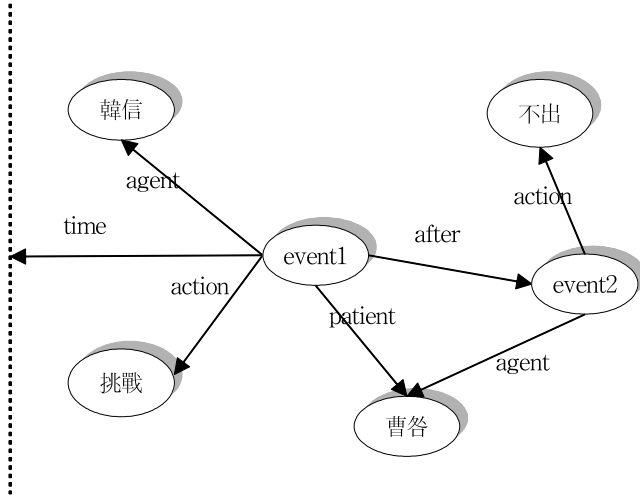 韓信
不出
agent
action
time
after
event1
action
event2
patient
agent
挑戰
曹咎